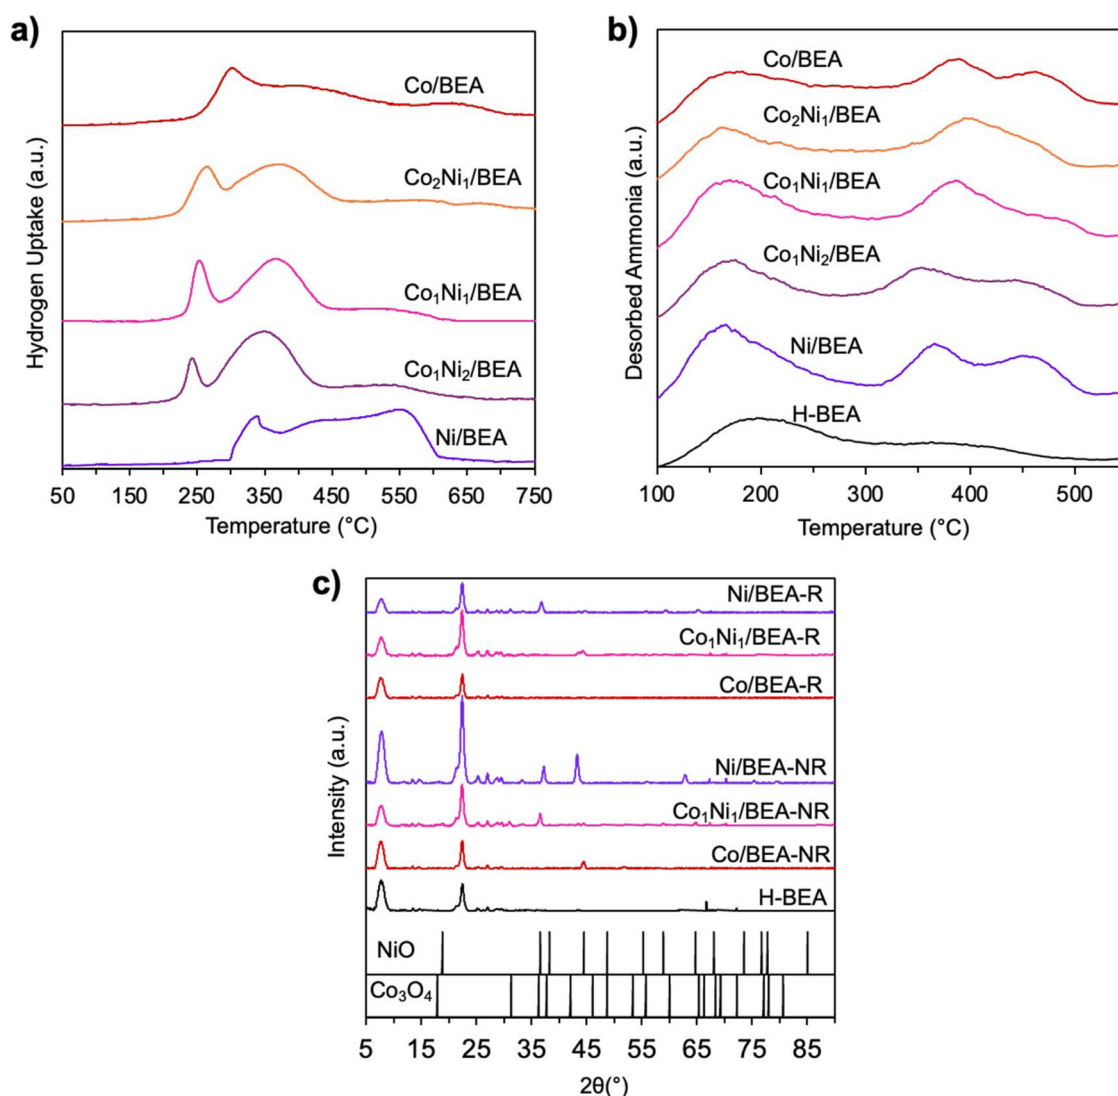 a)
Hydrogen Uptake (a.u.)
Co/BEA
Co₂Ni₁/BEA
Co₁Ni₁/BEA
Co₁Ni₂/BEA
Ni/BEA
50 150 250 350 450 550 650 750
Temperature (°C)
b)
Desorbed Ammonia (a.u.)
Co/BEA
Co₂Ni₁/BEA
Co₁Ni₁/BEA
Co₁Ni₂/BEA
Ni/BEA
H-BEA
100 200 300 400 500
Temperature (°C)
c)
Intensity (a.u.)
Ni/BEA-R
Co₁Ni₁/BEA-R
Co/BEA-R
Ni/BEA-NR
Co₁Ni₁/BEA-NR
Co/BEA-NR
H-BEA
NiO
Co₃O₄
5 15 25 35 45 55 65 75 85
2θ(°)